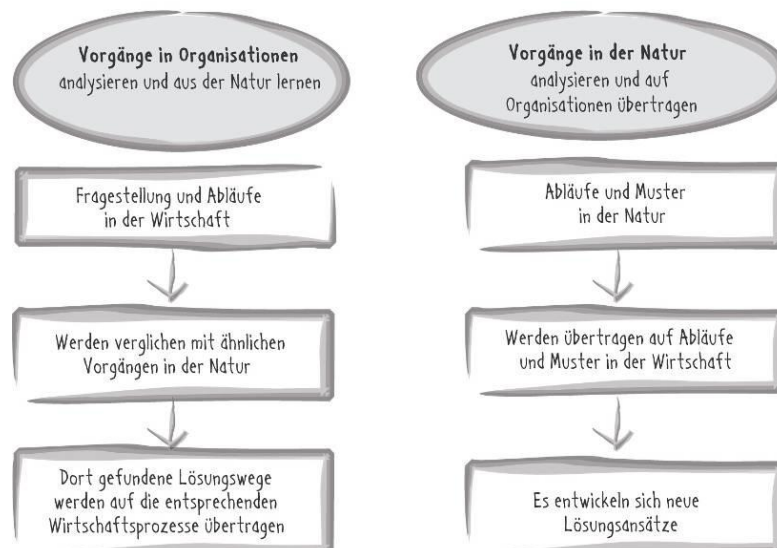 Vorgänge in Organisationen
analysieren und aus der Natur lernen
Fragestellung und Abläufe
in der Wirtschaft
Werden verglichen mit ähnlichen
Vorgängen in der Natur
Dort gefundene Lösungswege
werden auf die entsprechenden
Wirtschaftsprozesse übertragen
Vorgänge in der Natur
analysieren und auf
Organisationen übertragen
Abläufe und Muster
in der Natur
Werden übertragen auf Abläufe
und Muster in der Wirtschaft
Es entwickeln sich neue
Lösungsansätze